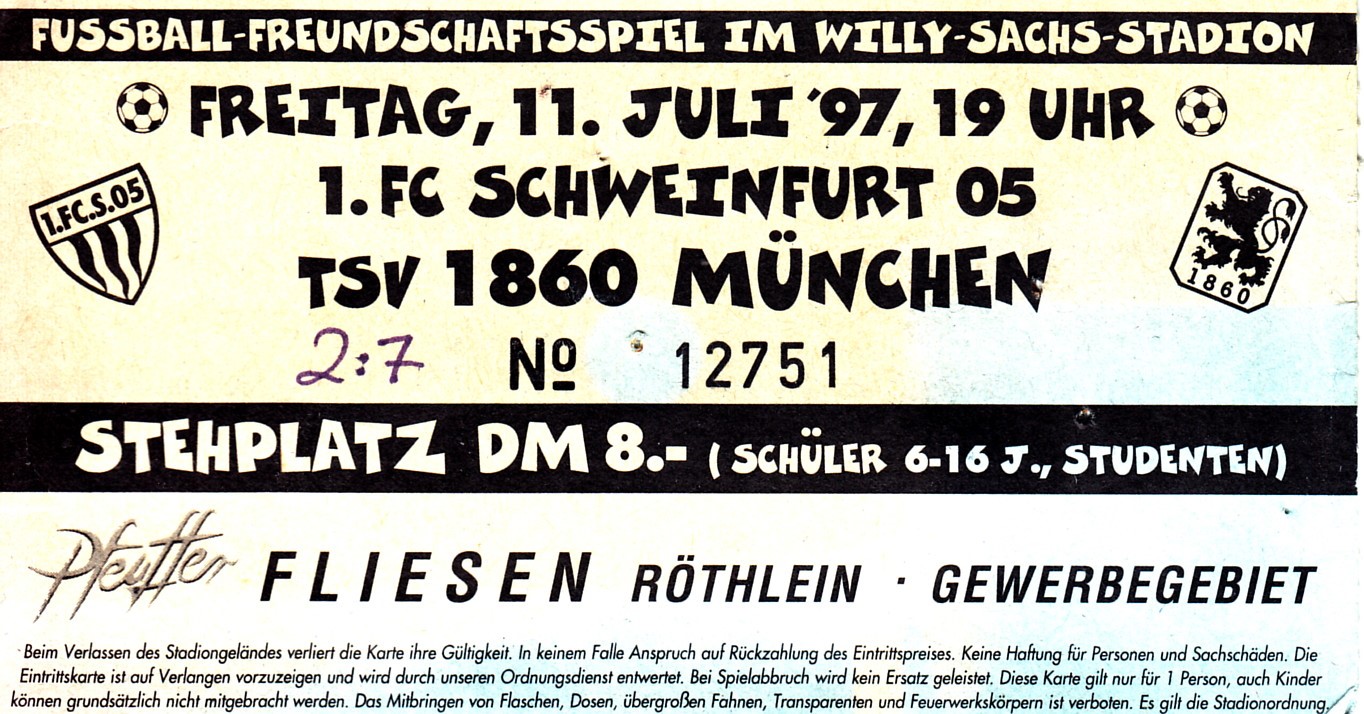 FUSSBALL-FREUNDSCHAFTSSPIEL IM WILLY-SACHS-STADION
FREITAG, 11. JULI '97, 19 UHR
1.FC.S.05
1. FC SCHWEINFURT 05
TSV 1860 MÜNCHEN
1860
2:7 Nº 12751
STEHPLATZ DM 8.- (SCHÜLER 6-16 J., STUDENTEN)
Pfeuffer FLIESEN RÖTHLEIN · GEWERBEGEBIET
Beim Verlassen des Stadiongeländes verliert die Karte ihre Gültigkeit. In keinem Falle Anspruch auf Rückzahlung des Eintrittspreises. Keine Haftung für Personen und Sachschäden. Die
Eintrittskarte ist auf Verlangen vorzuzeigen und wird durch unseren Ordnungsdienst entwertet. Bei Spielabbruch wird kein Ersatz geleistet. Diese Karte gilt nur für 1 Person, auch Kinder
können grundsätzlich nicht mitgebracht werden. Das Mitbringen von Flaschen, Dosen, übergroßen Fahnen, Transparenten und Feuerwerkskörpern ist verboten. Es gilt die Stadionordnung.